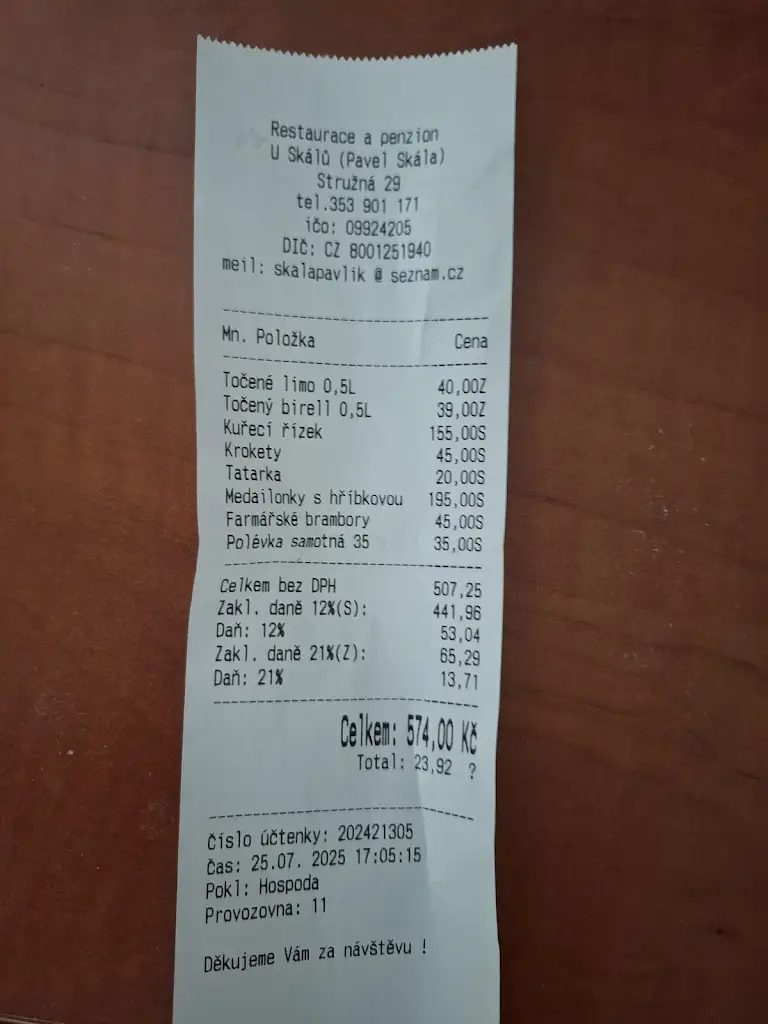 Restaurace a penzion
U Skálů (Pavel Skála)
Stružná 29
tel.353 901 171
ičo: 09924205
DIČ: CZ 8001251940
meil: skalapavlik @ seznam.cz
Mn. Položka Cena
Točené limo 0,5L 40,00Z
Točený birell 0,5L 39,00Z
Kuřecí řízek 155,00S
Krokety 45,00S
Tatarka 20,00S
Medailonky s hříbkovou 195,00S
Farmářské brambory 45,00S
Polévka samotná 35 35,00S
Celkem bez DPH 507,25
Zakl. daně 12%(S): 441,96
Daň: 12% 53,04
Zakl. daně 21%(Z): 65,29
Daň: 21% 13,71
Celkem: 574,00 Kč
Total: 23,92 ?
číslo účtenky: 202421305
čas: 25.07. 2025 17:05:15
Pokl: Hospoda
Provozovna: 11
Děkujeme Vám za návštěvu !